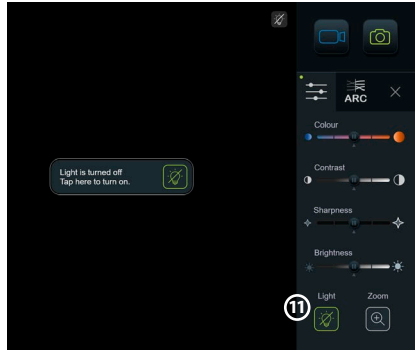 ARC
Colour
Contrast
Light is turned off
Tap here to turn on.
Sharpness
Brightness
Light Zoom
11